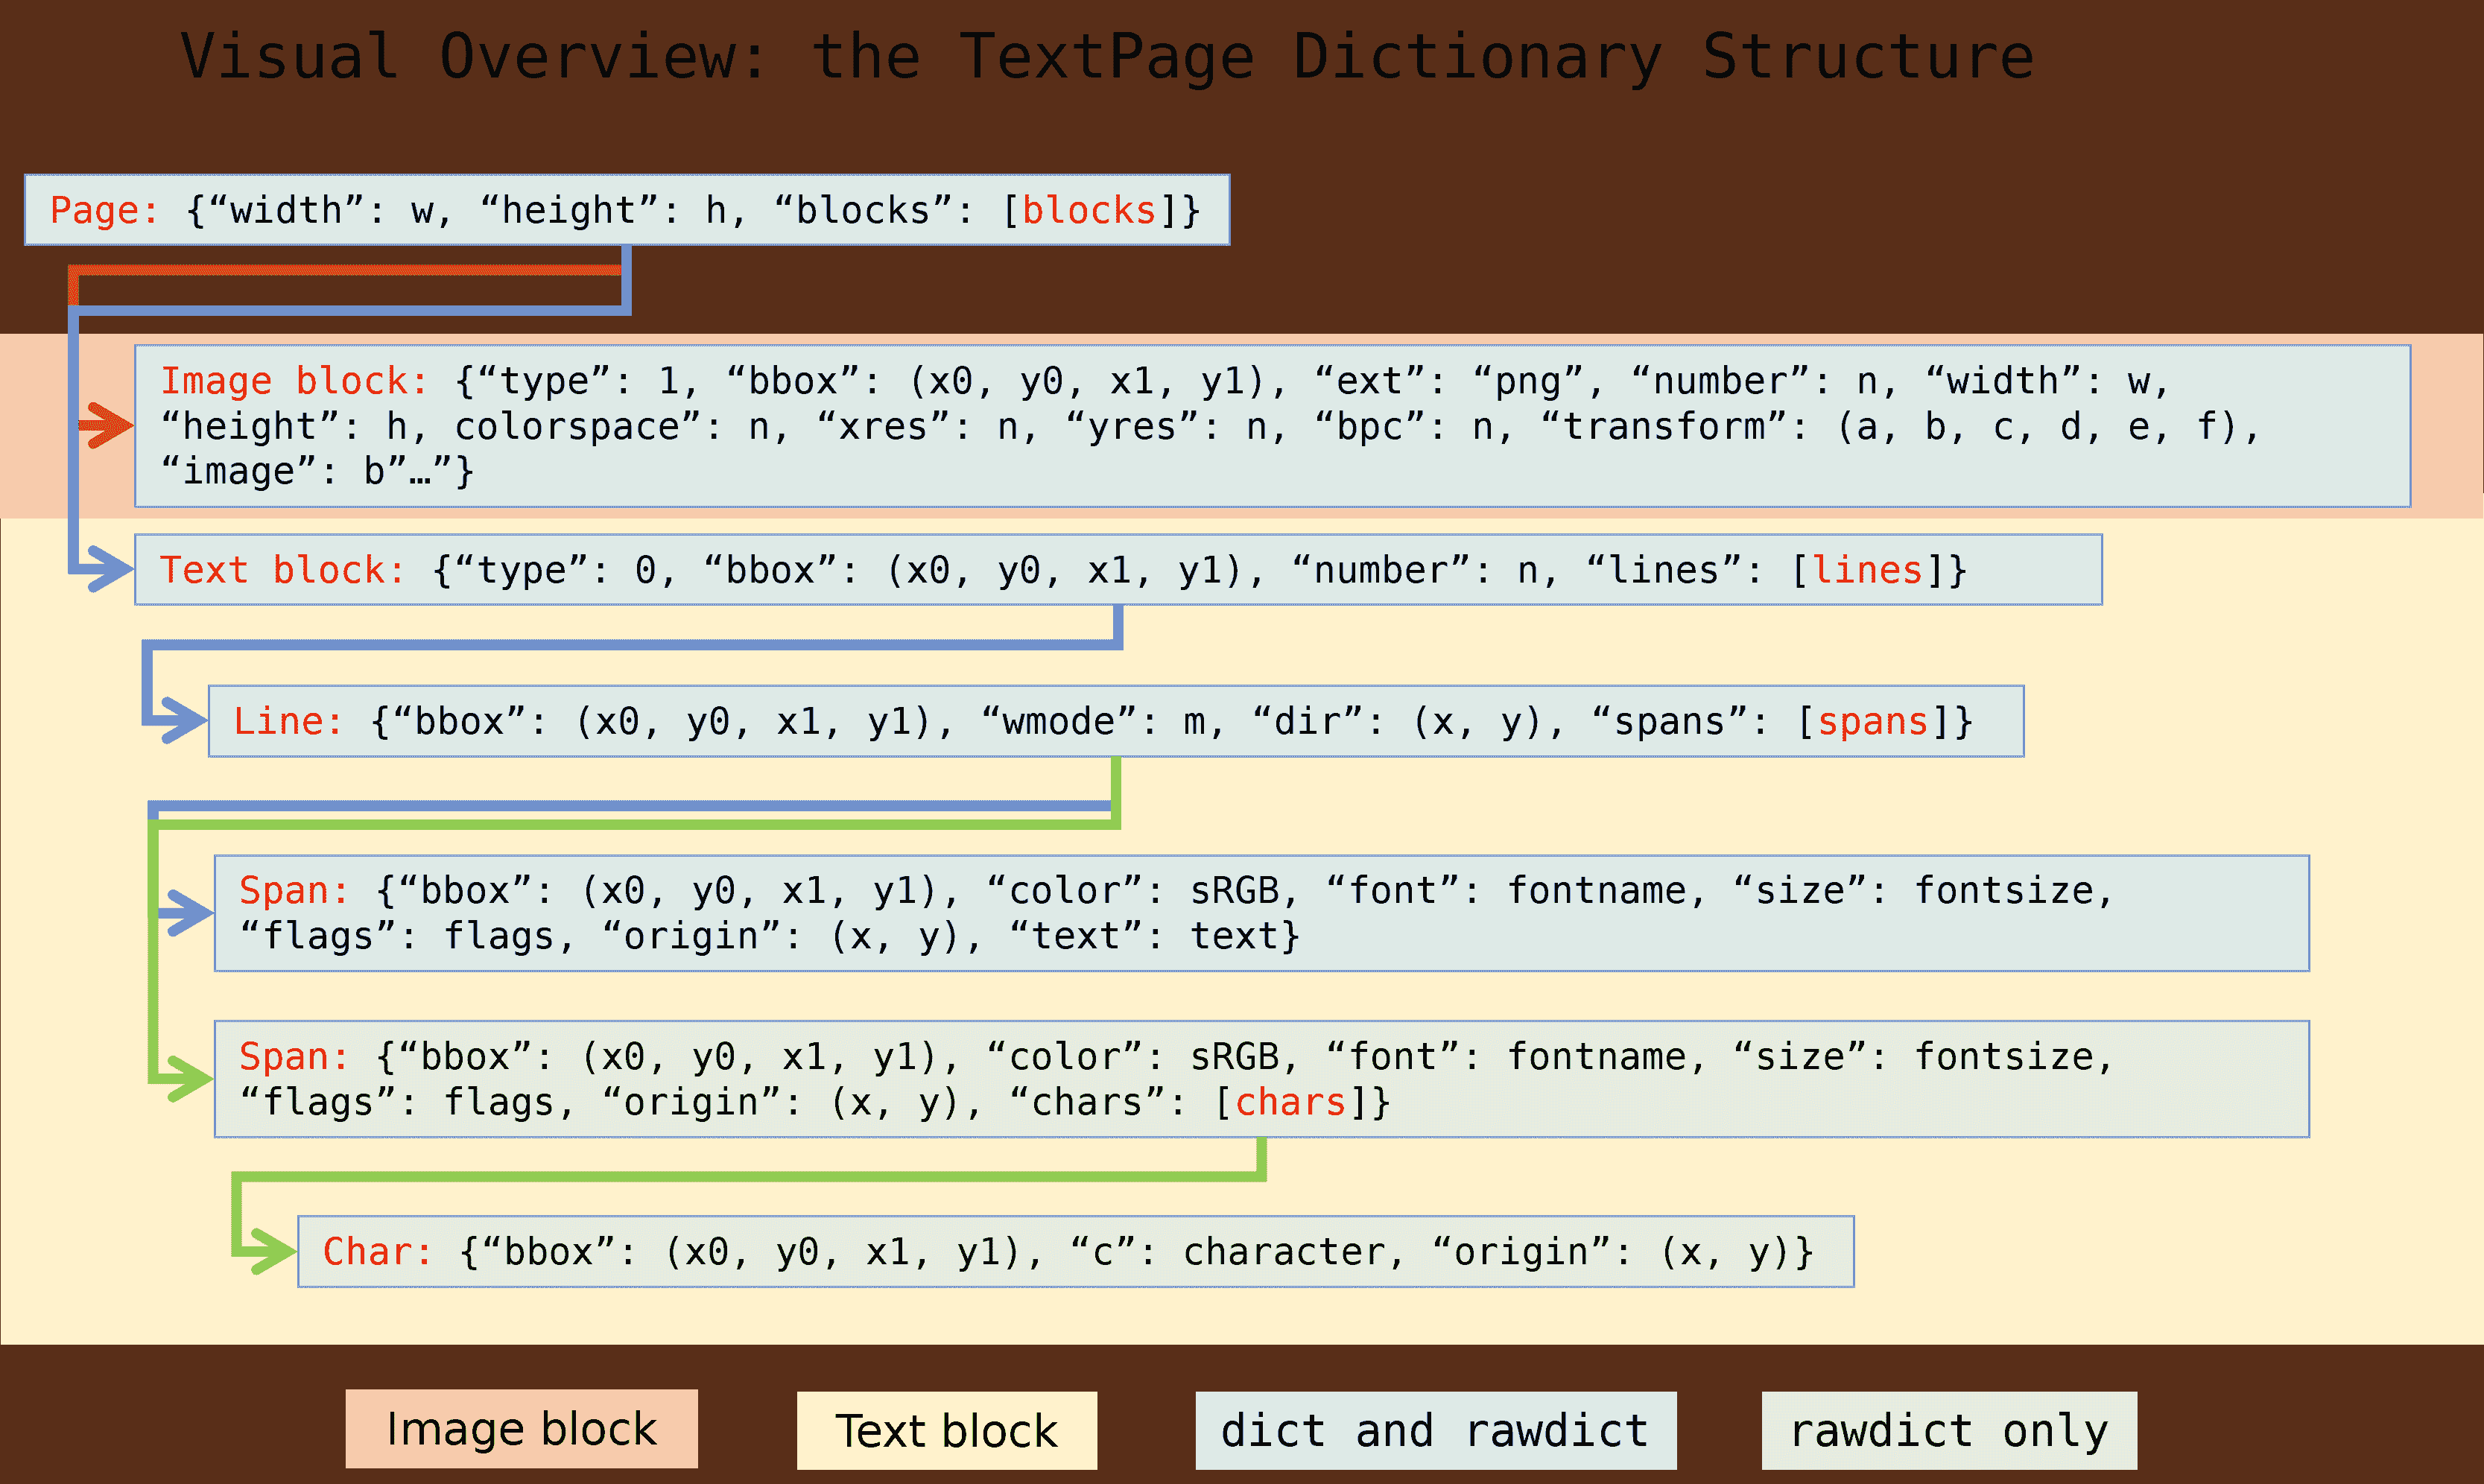 Visual Overview: the TextPage Dictionary Structure
Page: {“width”: w, “height”: h, “blocks”: [blocks]}
Image block: {“type”: 1, “bbox”: (x0, y0, x1, y1), “ext”: “png”, “number”: n, “width”: w,
“height”: h, colorspace”: n, “xres”: n, “yres”: n, “bpc”: n, “transform”: (a, b, c, d, e, f),
“image”: b”…”}
Text block: {“type”: 0, “bbox”: (x0, y0, x1, y1), “number”: n, “lines”: [lines]}
Line: {“bbox”: (x0, y0, x1, y1), “wmode”: m, “dir”: (x, y), “spans”: [spans]}
Span: {“bbox”: (x0, y0, x1, y1), “color”: sRGB, “font”: fontname, “size”: fontsize,
“flags”: flags, “origin”: (x, y), “text”: text}
Span: {“bbox”: (x0, y0, x1, y1), “color”: sRGB, “font”: fontname, “size”: fontsize,
“flags”: flags, “origin”: (x, y), “chars”: [chars]}
Char: {“bbox”: (x0, y0, x1, y1), “c”: character, “origin”: (x, y)}
Image block
Text block
dict and rawdict
rawdict only